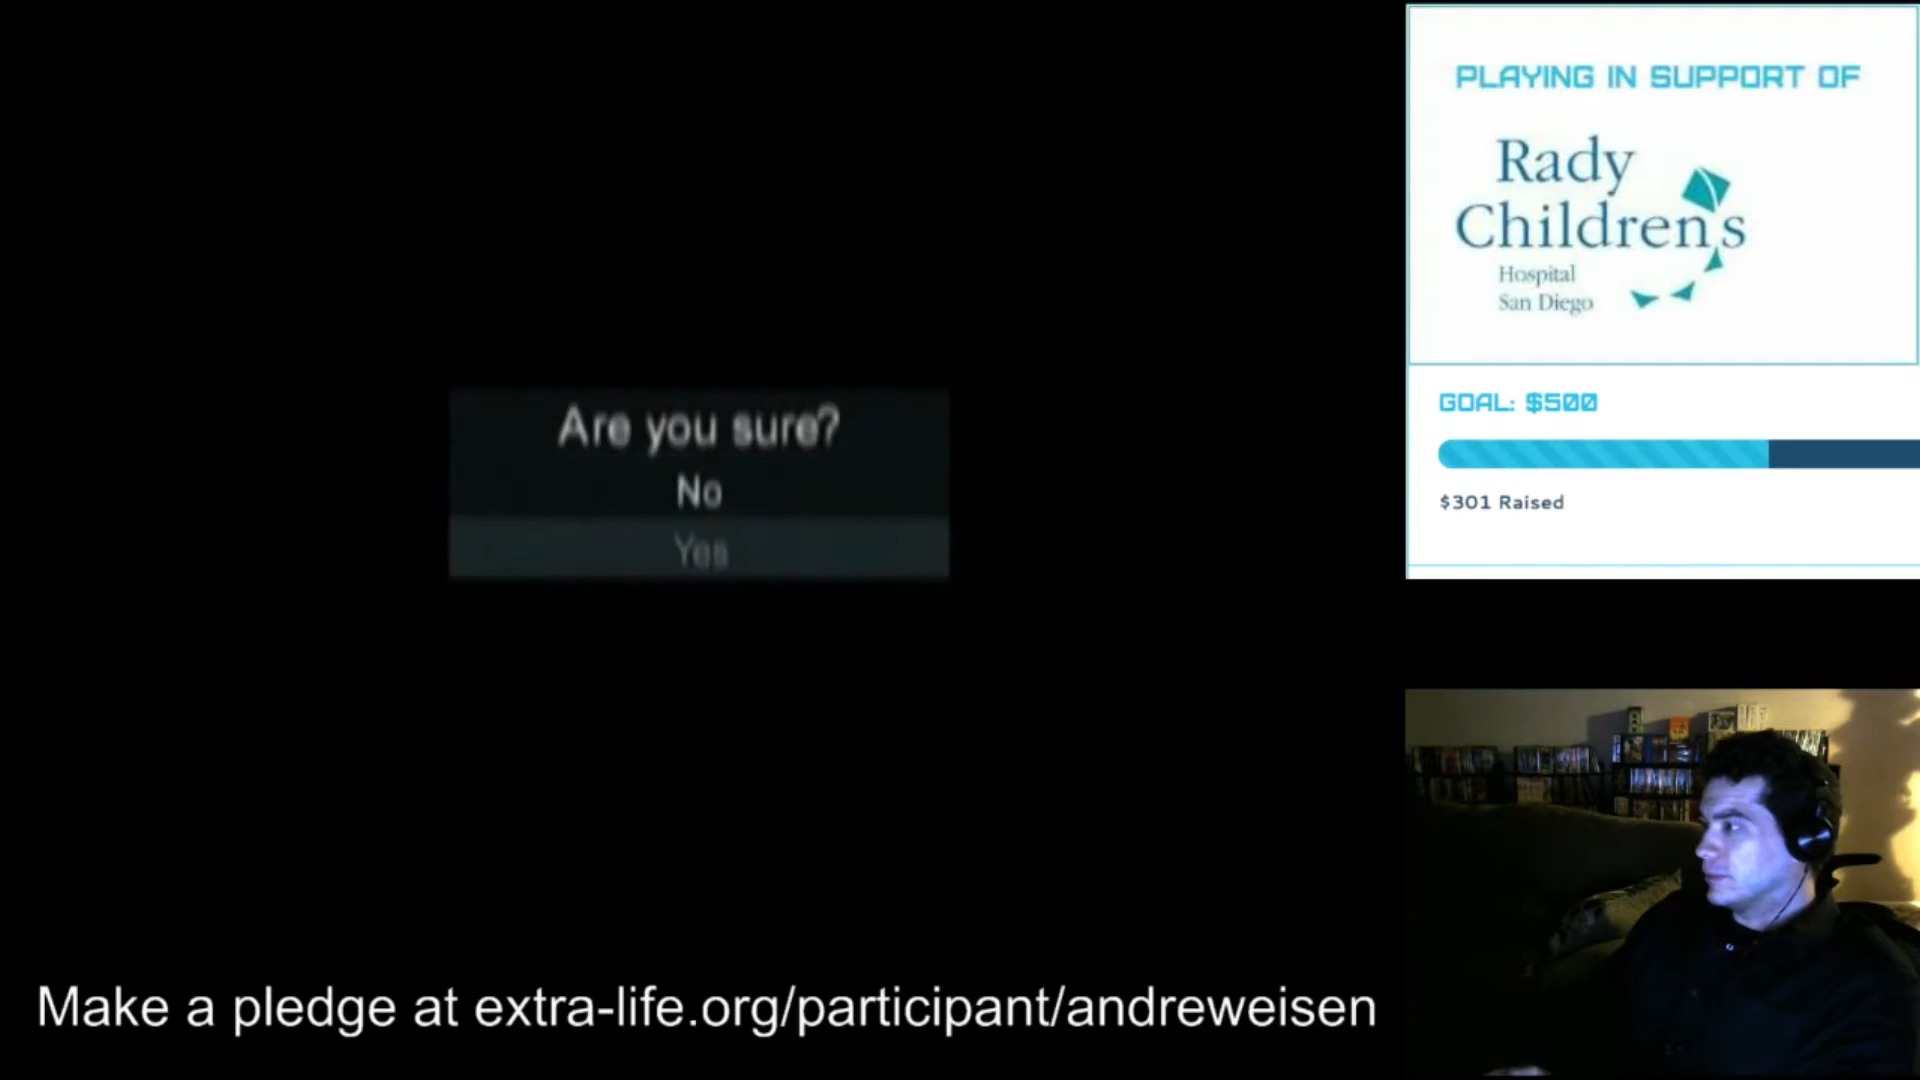 PLAYING IN SUPPORT OF
Rady
Children's
Hospital
San Diego
GOAL: $500
$301 Raised
Are you sure?
No
Yes
Make a pledge at extra-life.org/participant/andreweisen